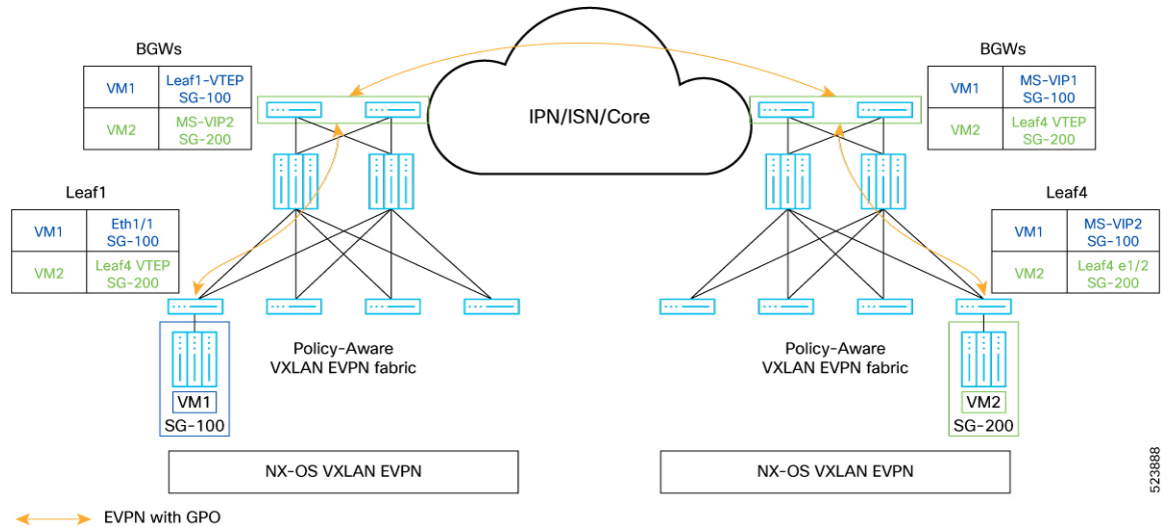 BGWs
VM1
Leaf1-VTEP
SG-100
VM2
MS-VIP2
SG-200
IPN/ISN/Core
BGWs
VM1
MS-VIP1
SG-100
VM2
Leaf4 VTEP
SG-200
Leaf1
VM1
Eth1/1
SG-100
VM2
Leaf4 VTEP
SG-200
Leaf4
VM1
MS-VIP2
SG-100
VM2
Leaf4 e1/2
SG-200
Policy-Aware
VXLAN EVPN fabric
Policy-Aware
VXLAN EVPN fabric
VM1
SG-100
VM2
SG-200
NX-OS VXLAN EVPN
NX-OS VXLAN EVPN
523888
EVPN with GPO